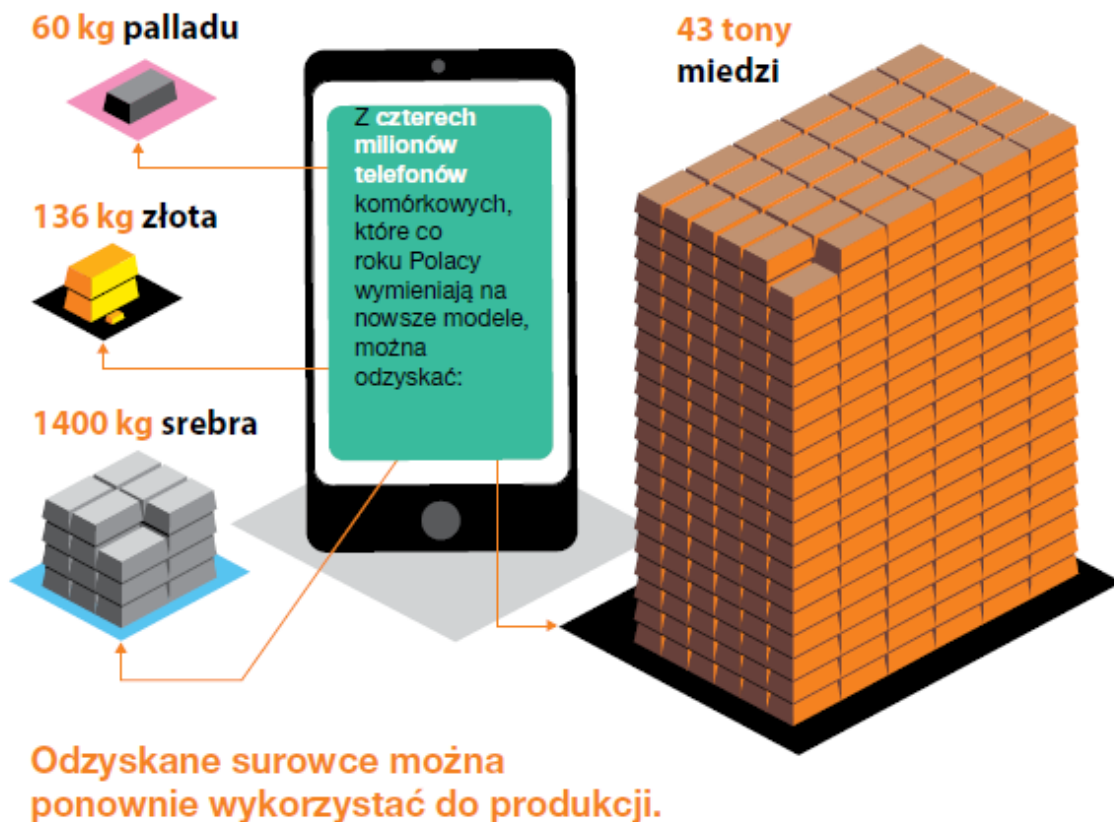 60 kg palladu
136 kg złota
1400 kg srebra
Z czterech
milionów
telefonów
komórkowych,
które co
roku Polacy
wymieniają na
nowsze modele,
można
odzyskać:
43 tony
miedzi
Odzyskane surowce można
ponownie wykorzystać do produkcji.